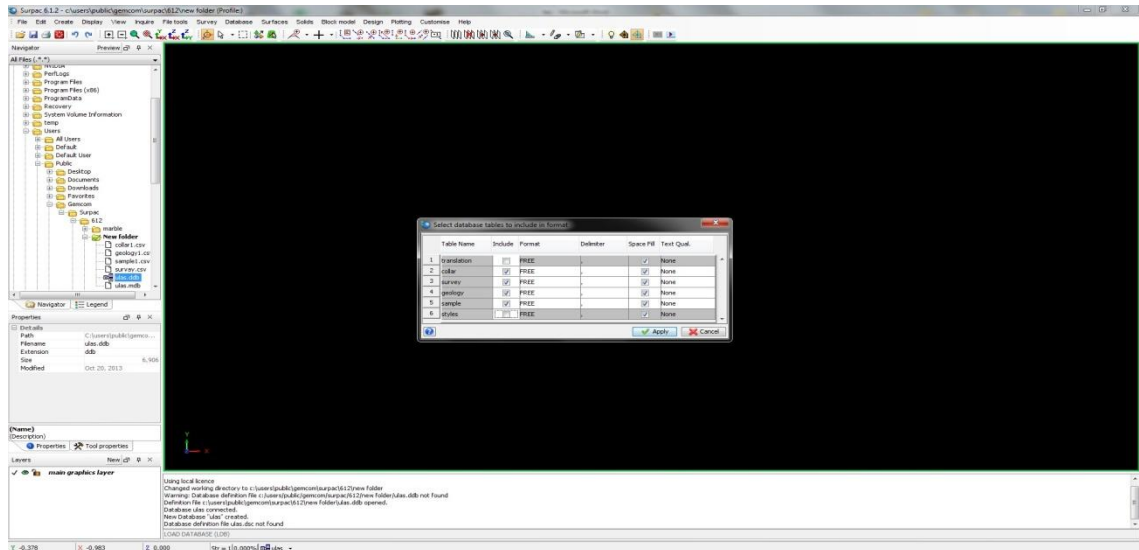 Surpac 6.1.2 - c:\users\public\gemcom\surpac\612\new folder (Profile:)
File Edit Create Display View Inquire File tools Survey Database Surfaces Solids Block model Design Plotting Customise Help
Navigator Preview
All Files (*.*)
NVIDIA
PerfLogs
Program Files
Program Files (x86)
ProgramData
Recovery
System Volume Information
temp
Users
All Users
Default
Default User
Public
Desktop
Documents
Downloads
Favorites
Gemcom
Surpac
612
marble
New folder
collar1.csv
geology1.csv
sample1.csv
survey.csv
ulas.ddb
ulas.mdb
Navigator Legend
Properties
Details
Path C:\users\public\gemco...
Filename ulas.ddb
Extension ddb
Size 6,906
Modified Oct 20, 2013
(Name)
(Description)
Properties Tool properties
Layers New
main graphics layer
Select database tables to include in format
Table Name Include Format Delimiter Space Fill Text Qual.
1 translation FREE , None
2 collar FREE , None
3 survey FREE , None
4 geology FREE , None
5 sample FREE , None
6 styles FREE , None
Apply Cancel
Y
X
Using local licence
Changed working directory to c:\users\public\gemcom\surpac\612\new folder
Warning: Database definition file c:/users/public/gemcom/surpac/612/new folder/ulas.ddb not found
Definition file c:\users\public\gemcom\surpac\612\new folder\ulas.ddb opened.
Database ulas connected.
New Database "ulas" created.
Database definition file ulas.dsc not found
LOAD DATABASE (LDB)
Y -0.376 X -0.983 Z 0.000 Str = 1 0.000% ulas